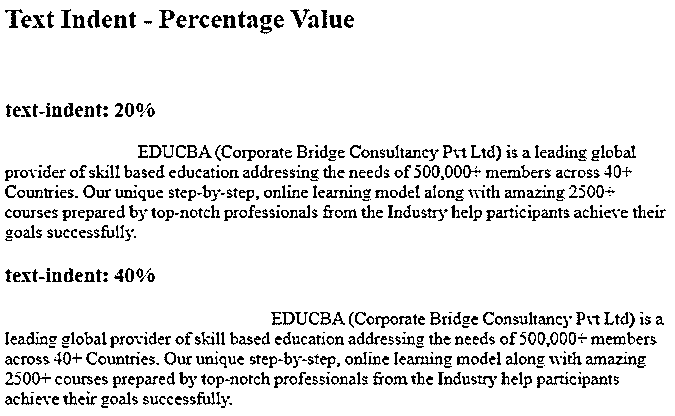 Text Indent - Percentage Value
text-indent: 20%
EDUCBA (Corporate Bridge Consultancy Pvt Ltd) is a leading global
provider of skill based education addressing the needs of 500,000+ members across 40+
Countries. Our unique step-by-step, online learning model along with amazing 2500+
courses prepared by top-notch professionals from the Industry help participants achieve their
goals successfully.
text-indent: 40%
EDUCBA (Corporate Bridge Consultancy Pvt Ltd) is a
leading global provider of skill based education addressing the needs of 500,000+ members
across 40+ Countries. Our unique step-by-step, online learning model along with amazing
2500+ courses prepared by top-notch professionals from the Industry help participants
achieve their goals successfully.